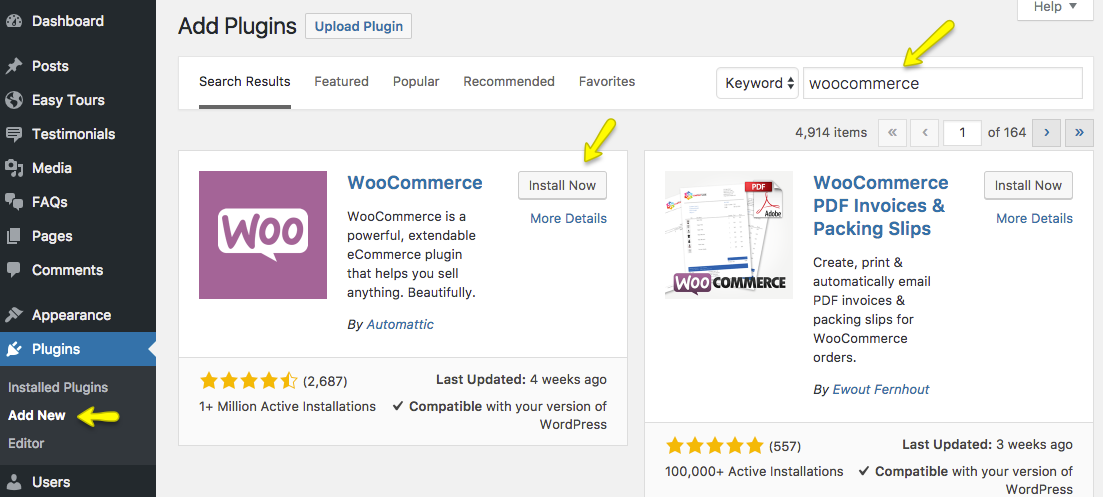 Dashboard
Posts
Easy Tours
Testimonials
Media
FAQs
Pages
Comments
Appearance
Plugins
Installed Plugins
Add New
Editor
Users
Add Plugins
Upload Plugin
Help
Search Results
Featured
Popular
Recommended
Favorites
Keyword
woocommerce
4,914 items
«
‹
1
of 164
›
»
WOO
WooCommerce
Install Now
More Details
WooCommerce is a
powerful, extendable
eCommerce plugin
that helps you sell
anything. Beautifully.
By Automattic
(2,687)
Last Updated: 4 weeks ago
1+ Million Active Installations
Compatible with your version of
WordPress
PDF
Adobe
WOO COMMERCE
WooCommerce
PDF Invoices &
Packing Slips
Install Now
More Details
Create, print &
automatically email
PDF invoices &
packing slips for
WooCommerce
orders.
By Ewout Fernhout
(557)
Last Updated: 3 weeks ago
100,000+ Active Installations
Compatible with your version of
WordPress